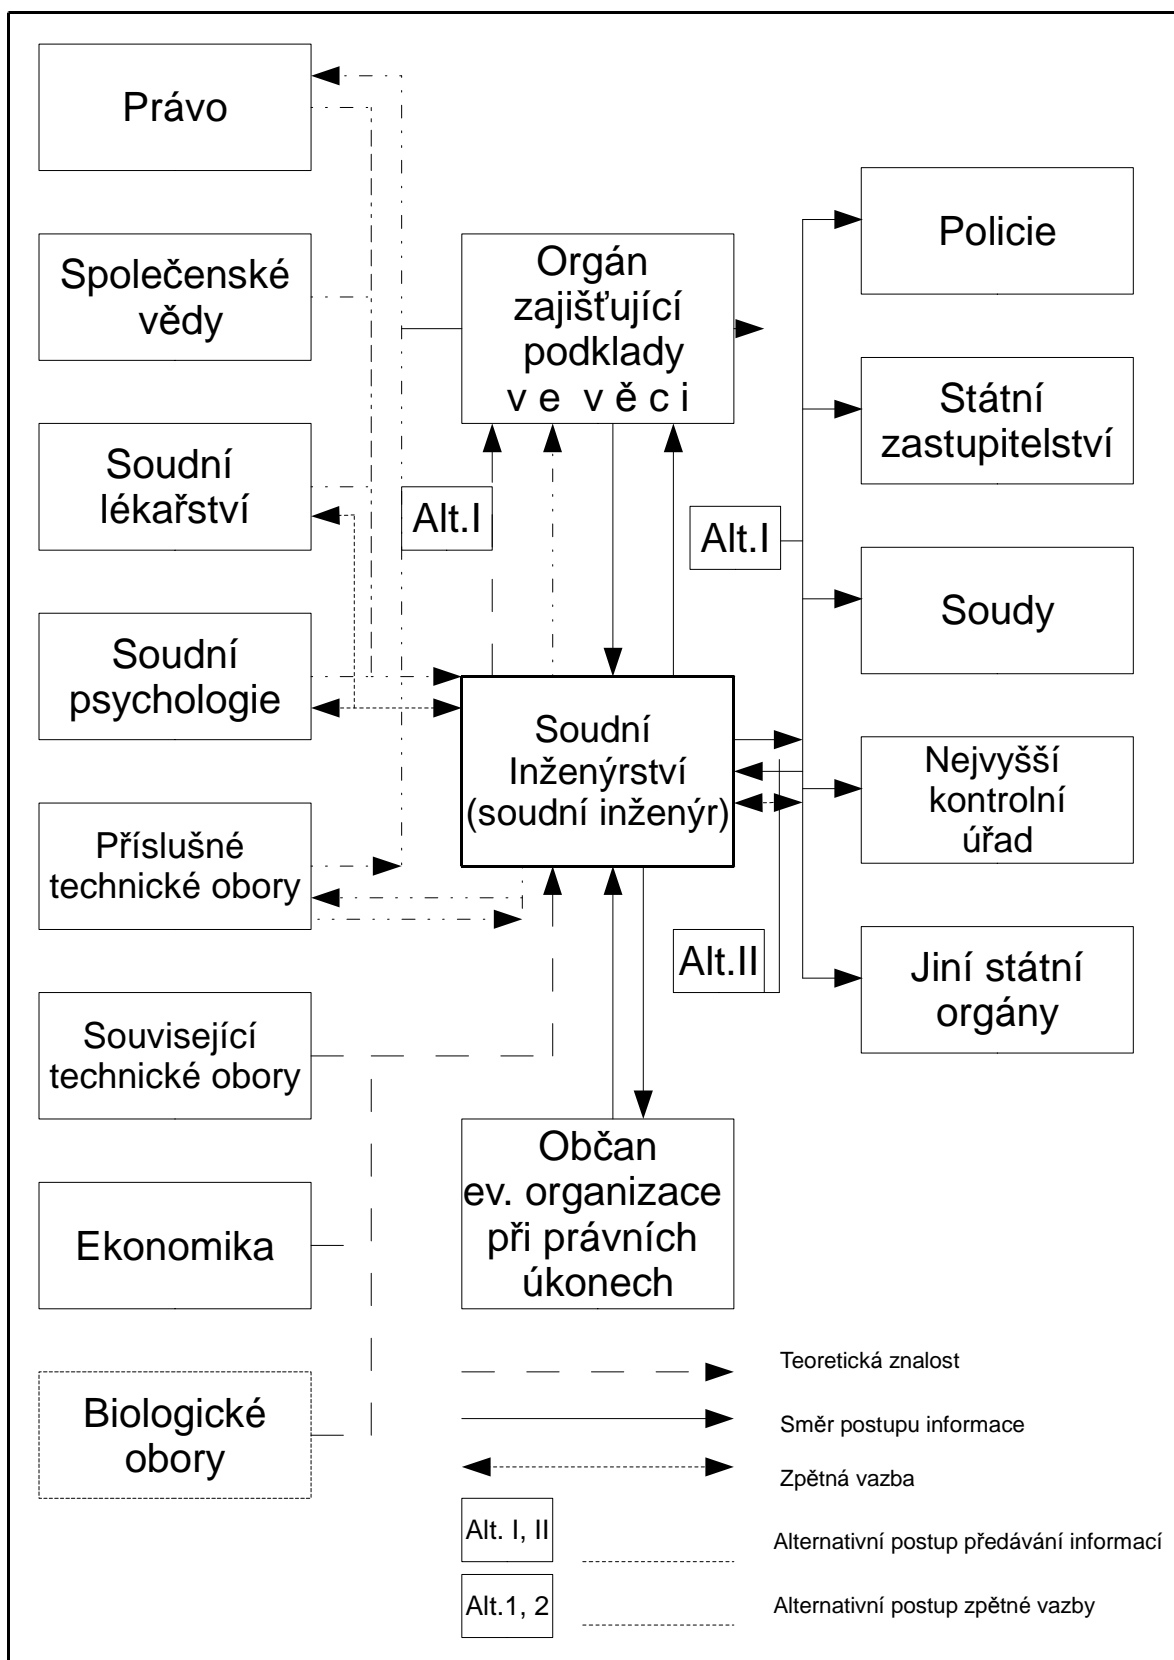 Právo
Společenské
vědy
Soudní
lékařství
Soudní
psychologie
Příslušné
technické obory
Související
technické obory
Ekonomika
Biologické
obory
Orgán
zajišťující
podklady
v e v ě c i
Alt.I
Alt.I
Soudní
Inženýrství
(soudní inženýr)
Alt.II
Občan
ev. organizace
při právních
úkonech
Policie
Státní
zastupitelství
Soudy
Nejvyšší
kontrolní
úřad
Jiní státní
orgány
Teoretická znalost
Směr postupu informace
Zpětná vazba
Alt. I, II
Alternativní postup předávání informací
Alt.1, 2
Alternativní postup zpětné vazby